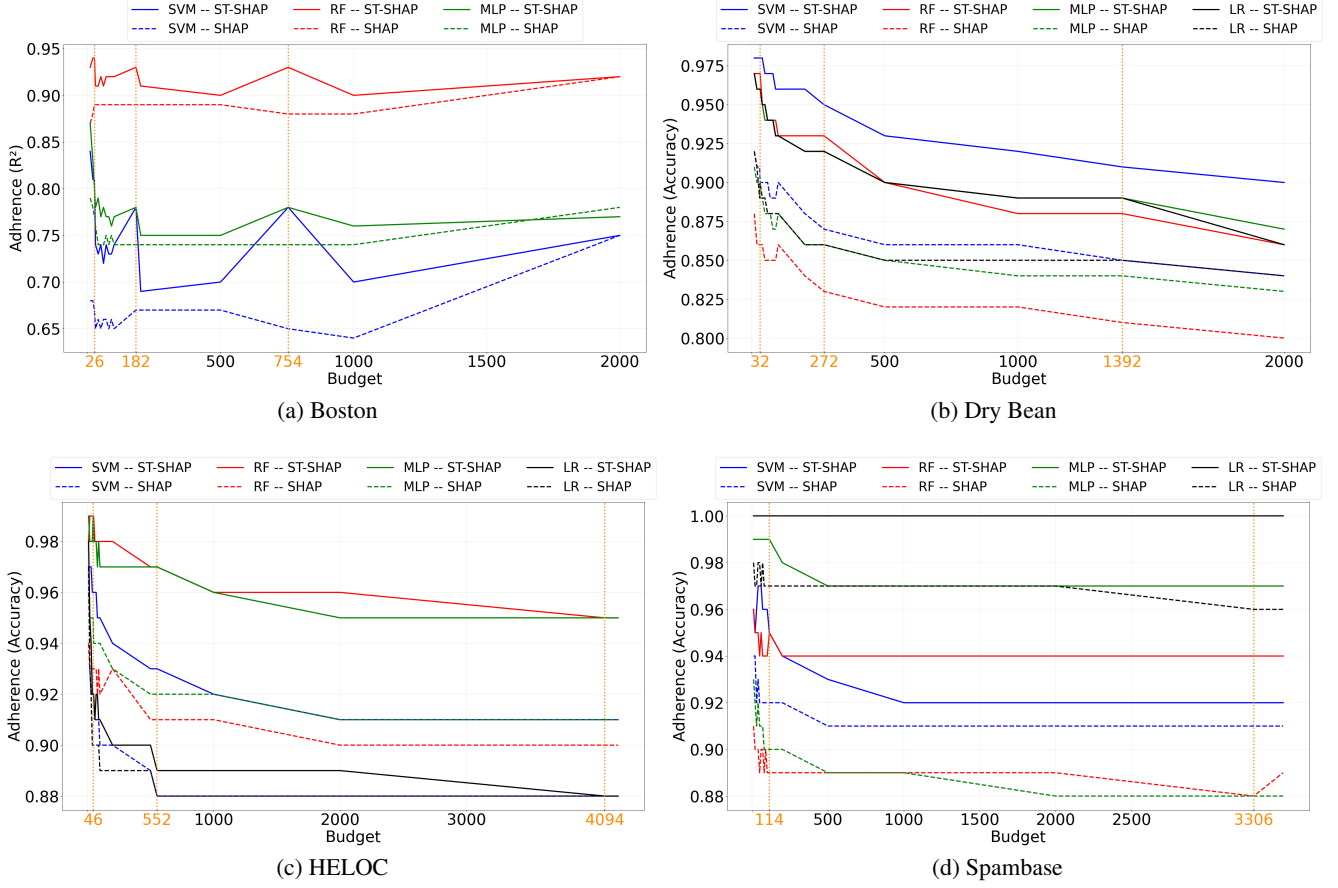 SVM -- ST-SHAP RF -- ST-SHAP MLP -- ST-SHAP
SVM -- SHAP RF -- SHAP MLP -- SHAP
0.95
0.90
0.85
0.80
0.75
0.70
0.65
Adhrence (R²)
26 182 500 754 1000 1500 2000
Budget
(a) Boston
SVM -- ST-SHAP RF -- ST-SHAP MLP -- ST-SHAP LR -- ST-SHAP
SVM -- SHAP RF -- SHAP MLP -- SHAP LR -- SHAP
0.975
0.950
0.925
0.900
0.875
0.850
0.825
0.800
Adhrence (Accuracy)
32 272 500 1000 1392 2000
Budget
(b) Dry Bean
SVM -- ST-SHAP RF -- ST-SHAP MLP -- ST-SHAP LR -- ST-SHAP
SVM -- SHAP RF -- SHAP MLP -- SHAP LR -- SHAP
0.98
0.96
0.94
0.92
0.90
0.88
Adherence (Accuracy)
46 552 1000 2000 3000 4094
Budget
(c) HELOC
SVM -- ST-SHAP RF -- ST-SHAP MLP -- ST-SHAP LR -- ST-SHAP
SVM -- SHAP RF -- SHAP MLP -- SHAP LR -- SHAP
1.00
0.98
0.96
0.94
0.92
0.90
0.88
Adherence (Accuracy)
114 500 1000 1500 2000 2500 3306
Budget
(d) Spambase